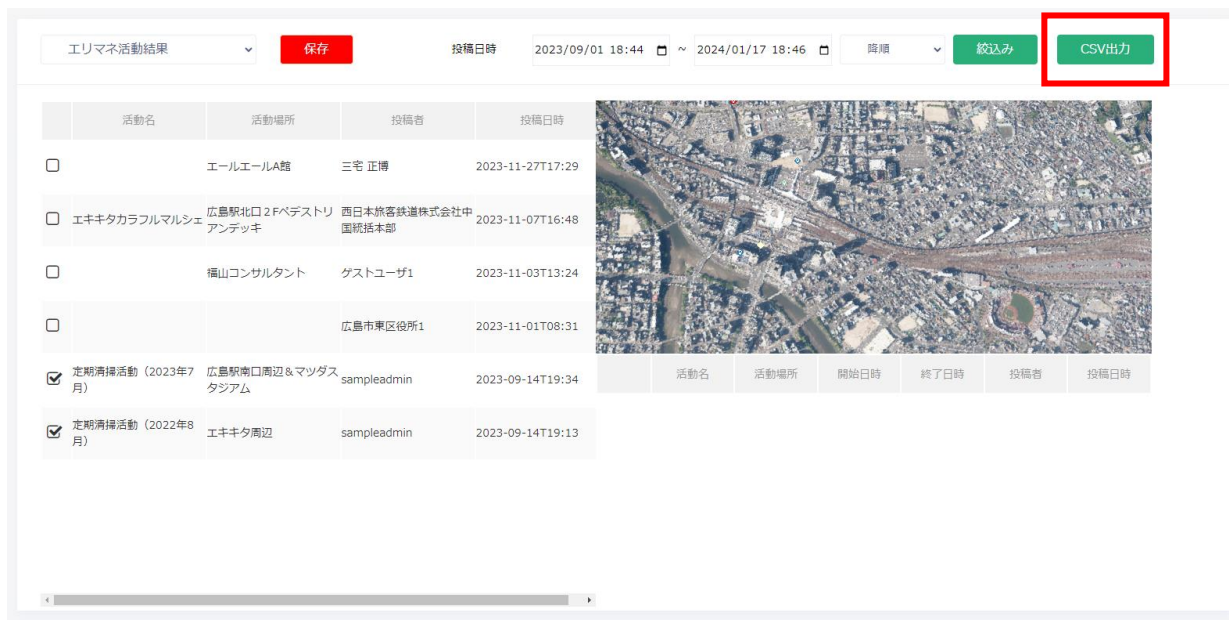 エリマネ活動結果 保存 投稿日時 2023/09/01 18:44 ~ 2024/01/17 18:46 降順 絞込み CSV出力
活動名 活動場所 投稿者 投稿日時
エールエールA館 三宅 正博 2023-11-27T17:29
エキキタカラフルマルシェ 広島駅北口2Fペデストリ 西日本旅客鉄道株式会社中 2023-11-07T16:48
アンデッキ 国統括本部
福山コンサルタント ゲストユーザ1 2023-11-03T13:24
広島市東区役所1 2023-11-01T08:31
定期清掃活動(2023年7 広島駅南口周辺&マツダス sampleadmin 2023-09-14T19:34
月) タジアム
定期清掃活動(2022年8 エキキタ周辺 sampleadmin 2023-09-14T19:13
月)
活動名 活動場所 開始日時 終了日時 投稿者 投稿日時